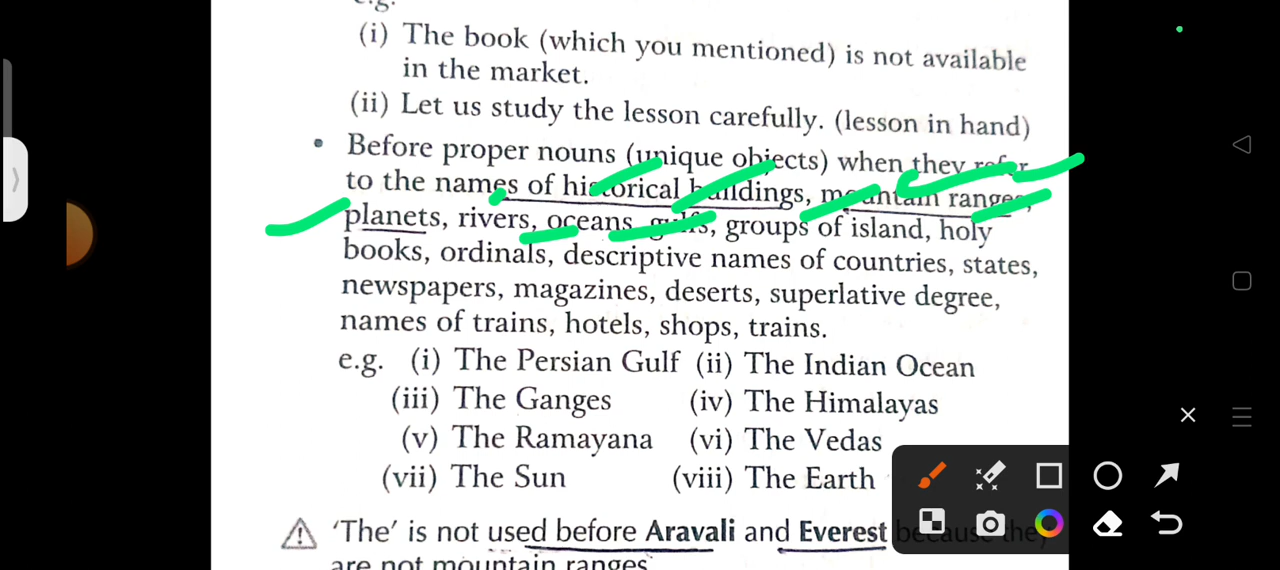 e.g.
(i) The book (which you mentioned) is not available
in the market.
(ii) Let us study the lesson carefully. (lesson in hand)
• Before proper nouns (unique objects) when they refer
to the names of historical buildings, mountain ranges,
planets, rivers, oceans, gulfs, groups of island, holy
books, ordinals, descriptive names of countries, states,
newspapers, magazines, deserts, superlative degree,
names of trains, hotels, shops, trains.
e.g. (i) The Persian Gulf (ii) The Indian Ocean
(iii) The Ganges (iv) The Himalayas
(v) The Ramayana (vi) The Vedas
(vii) The Sun (viii) The Earth
'The' is not used before Aravali and Everest because they
are not mountain ranges